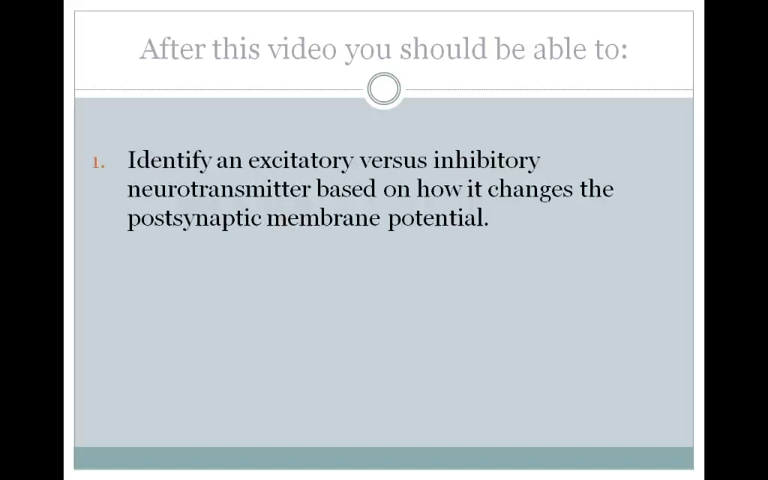 After this video you should be able to:
1. Identify an excitatory versus inhibitory
neurotransmitter based on how it changes the
postsynaptic membrane potential.